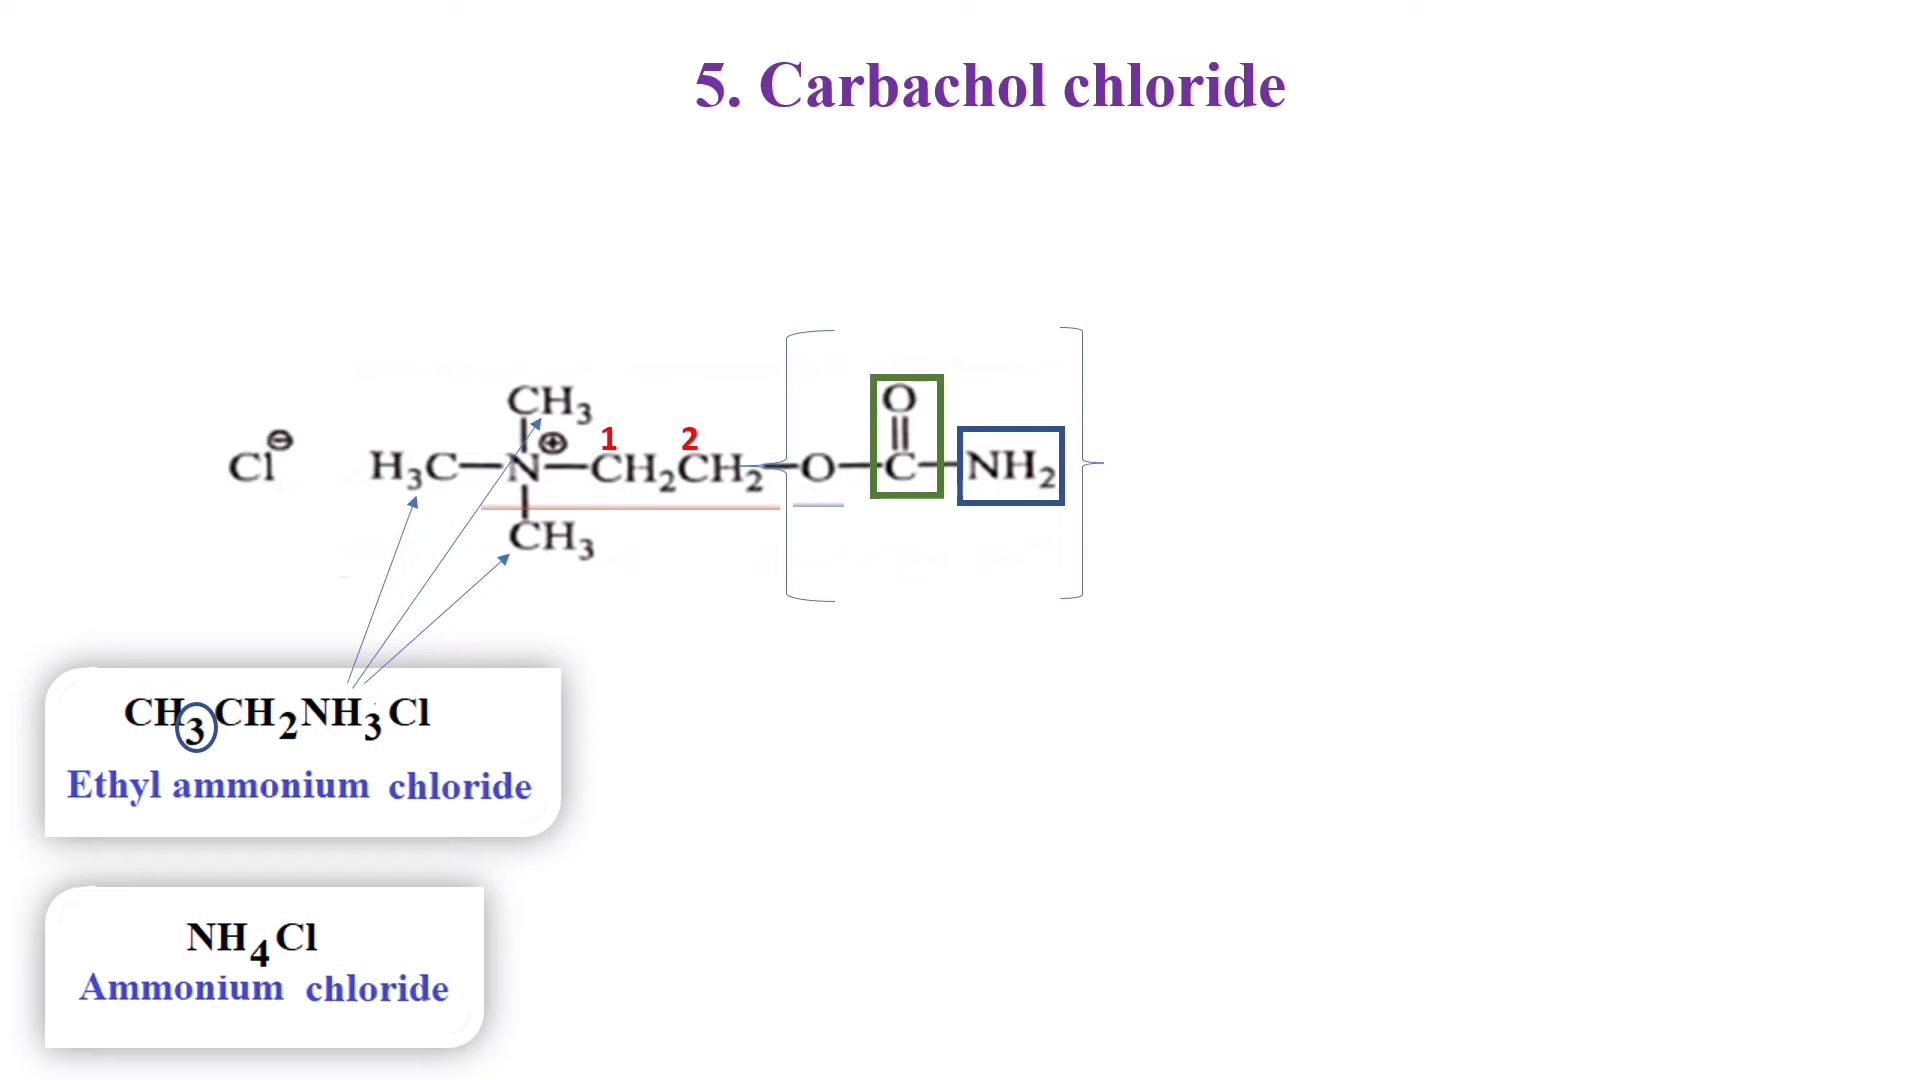 5. Carbachol chloride
CH₃ O
1 2
Cl⊖ H₃C—N⊕—CH₂CH₂—O—C—NH₂
CH₃
CH₃CH₂NH₃Cl
Ethyl ammonium chloride
NH₄Cl
Ammonium chloride